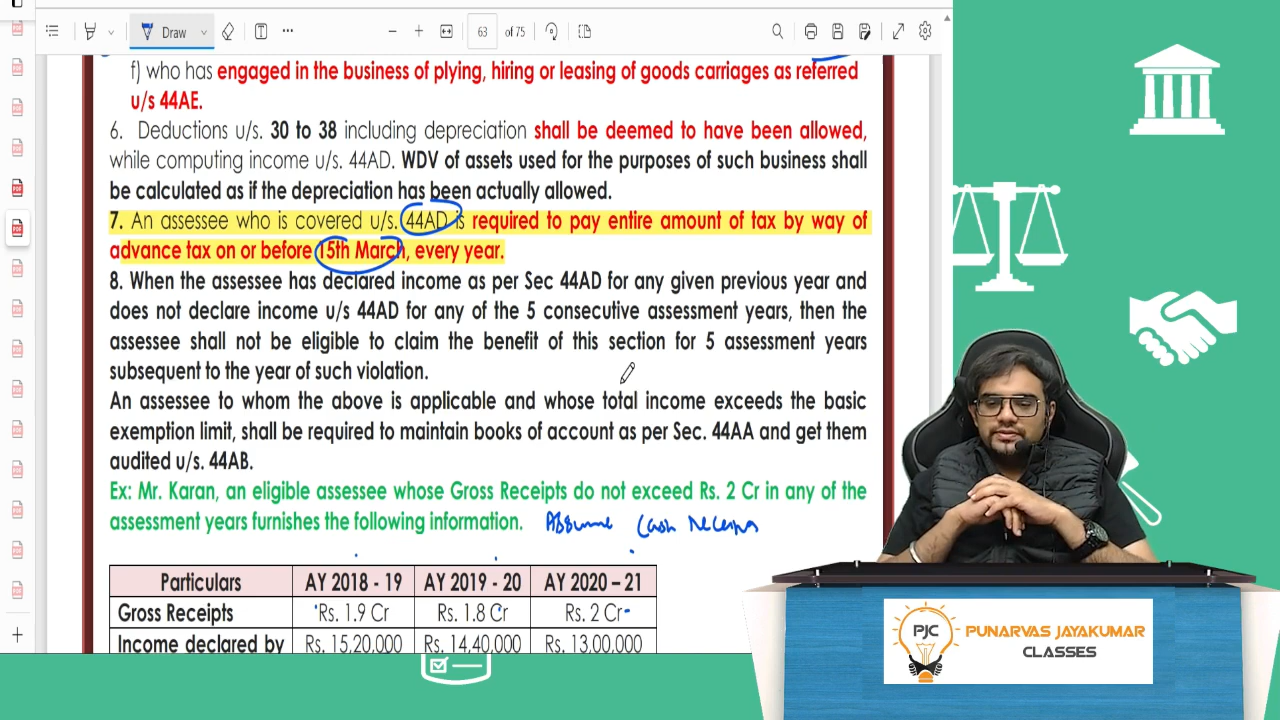 Draw
63 of 75
f) who has engaged in the business of plying, hiring or leasing of goods carriages as referred
u/s 44AE.
6. Deductions u/s. 30 to 38 including depreciation shall be deemed to have been allowed,
while computing income u/s. 44AD. WDV of assets used for the purposes of such business shall
be calculated as if the depreciation has been actually allowed.
7. An assessee who is covered u/s. 44AD is required to pay entire amount of tax by way of
advance tax on or before 15th March, every year.
8. When the assessee has declared income as per Sec 44AD for any given previous year and
does not declare income u/s 44AD for any of the 5 consecutive assessment years, then the
assessee shall not be eligible to claim the benefit of this section for 5 assessment years
subsequent to the year of such violation.
An assessee to whom the above is applicable and whose total income exceeds the basic
exemption limit, shall be required to maintain books of account as per Sec. 44AA and get them
audited u/s. 44AB.
Ex: Mr. Karan, an eligible assessee whose Gross Receipts do not exceed Rs. 2 Cr in any of the
assessment years furnishes the following information. Assume Cash Receipts
Particulars AY 2018 - 19 AY 2019 - 20 AY 2020 – 21
Gross Receipts Rs. 1.9 Cr Rs. 1.8 Cr Rs. 2 Cr
Income declared by Rs. 15,20,000 Rs. 14,40,000 Rs. 13,00,000
PJC
PUNARVAS JAYAKUMAR
CLASSES